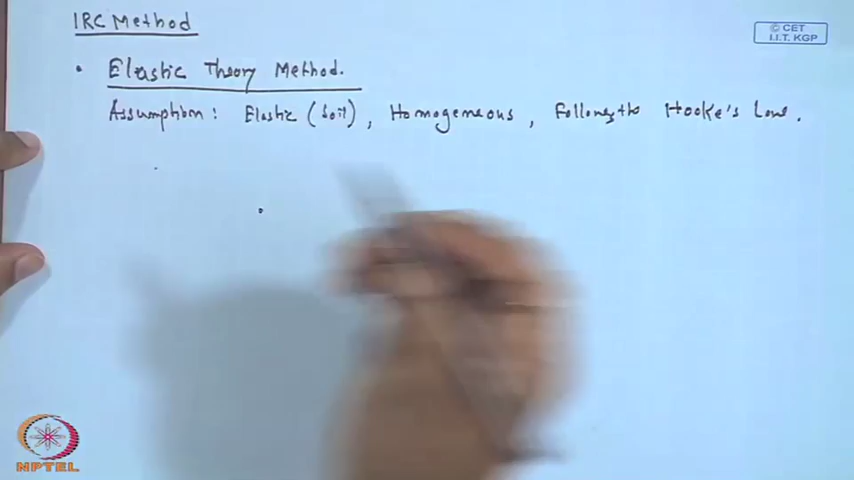 IRC Method
© CET
I.I.T. KGP
• Elastic Theory Method.
Assumption : Elastic (Soil) , Homogeneous , Follows the Hooke's Law .
NPTEL